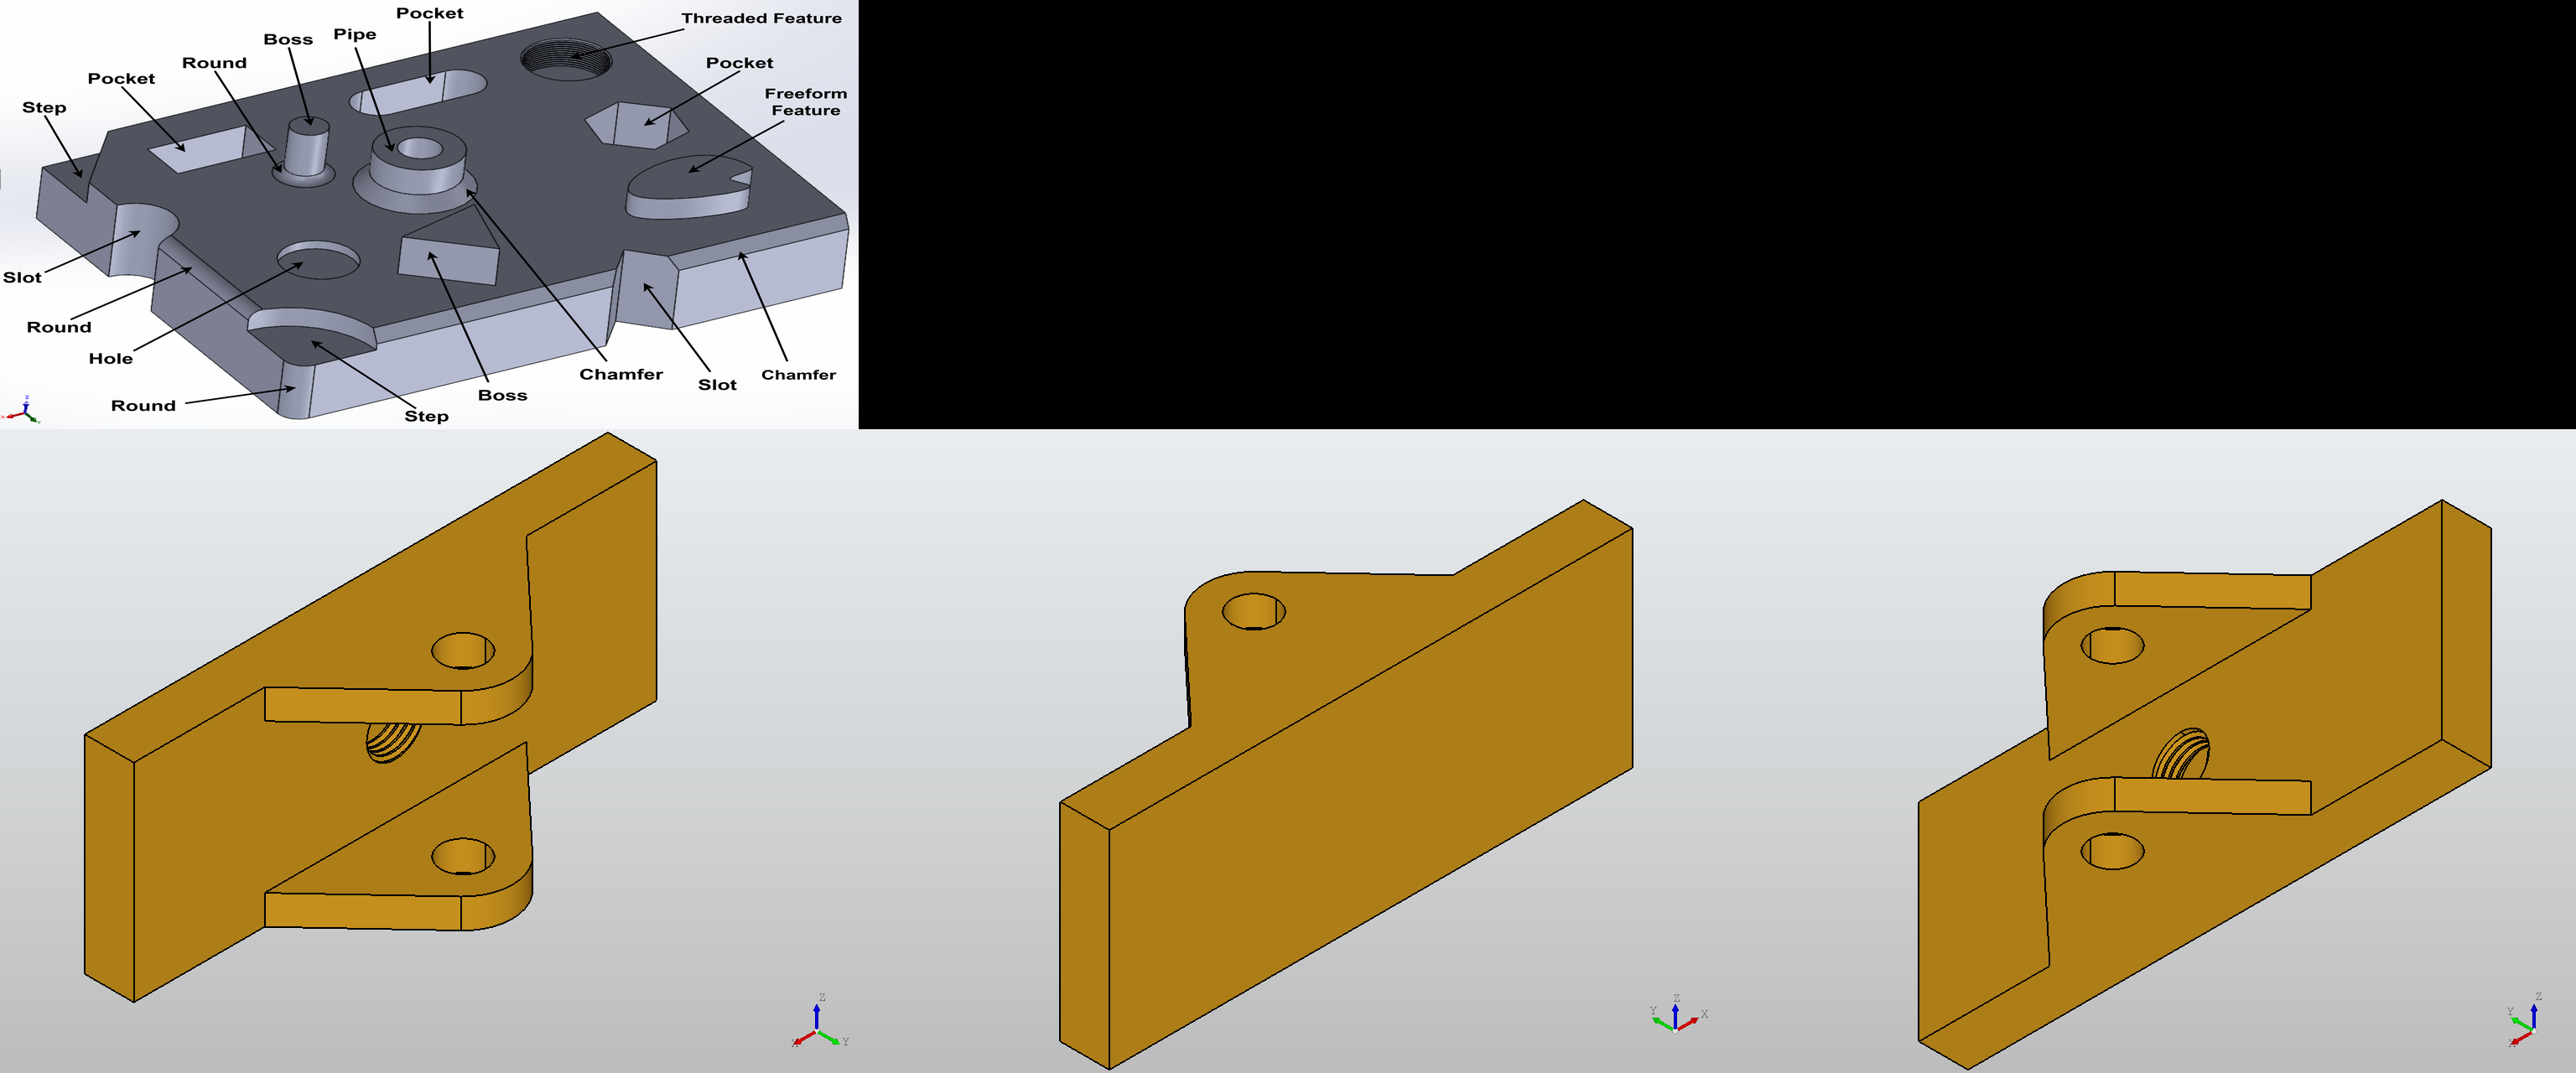 Pocket
Threaded Feature
Boss
Pipe
Round
Pocket
Pocket
Freeform
Feature
Step
Slot
Round
Hole
Chamfer
Slot
Chamfer
Boss
Round
Step
Z
X
Y
Y
Z
X
Z
Y
X